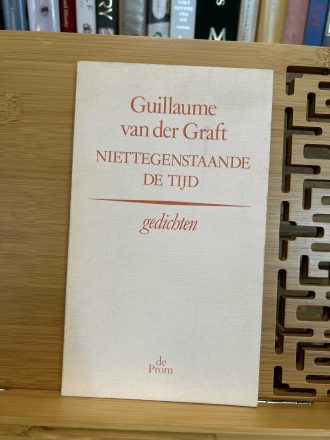 Guillaume
van der Graft
NIETTEGENSTAANDE
DE TIJD
gedichten
de
Prom